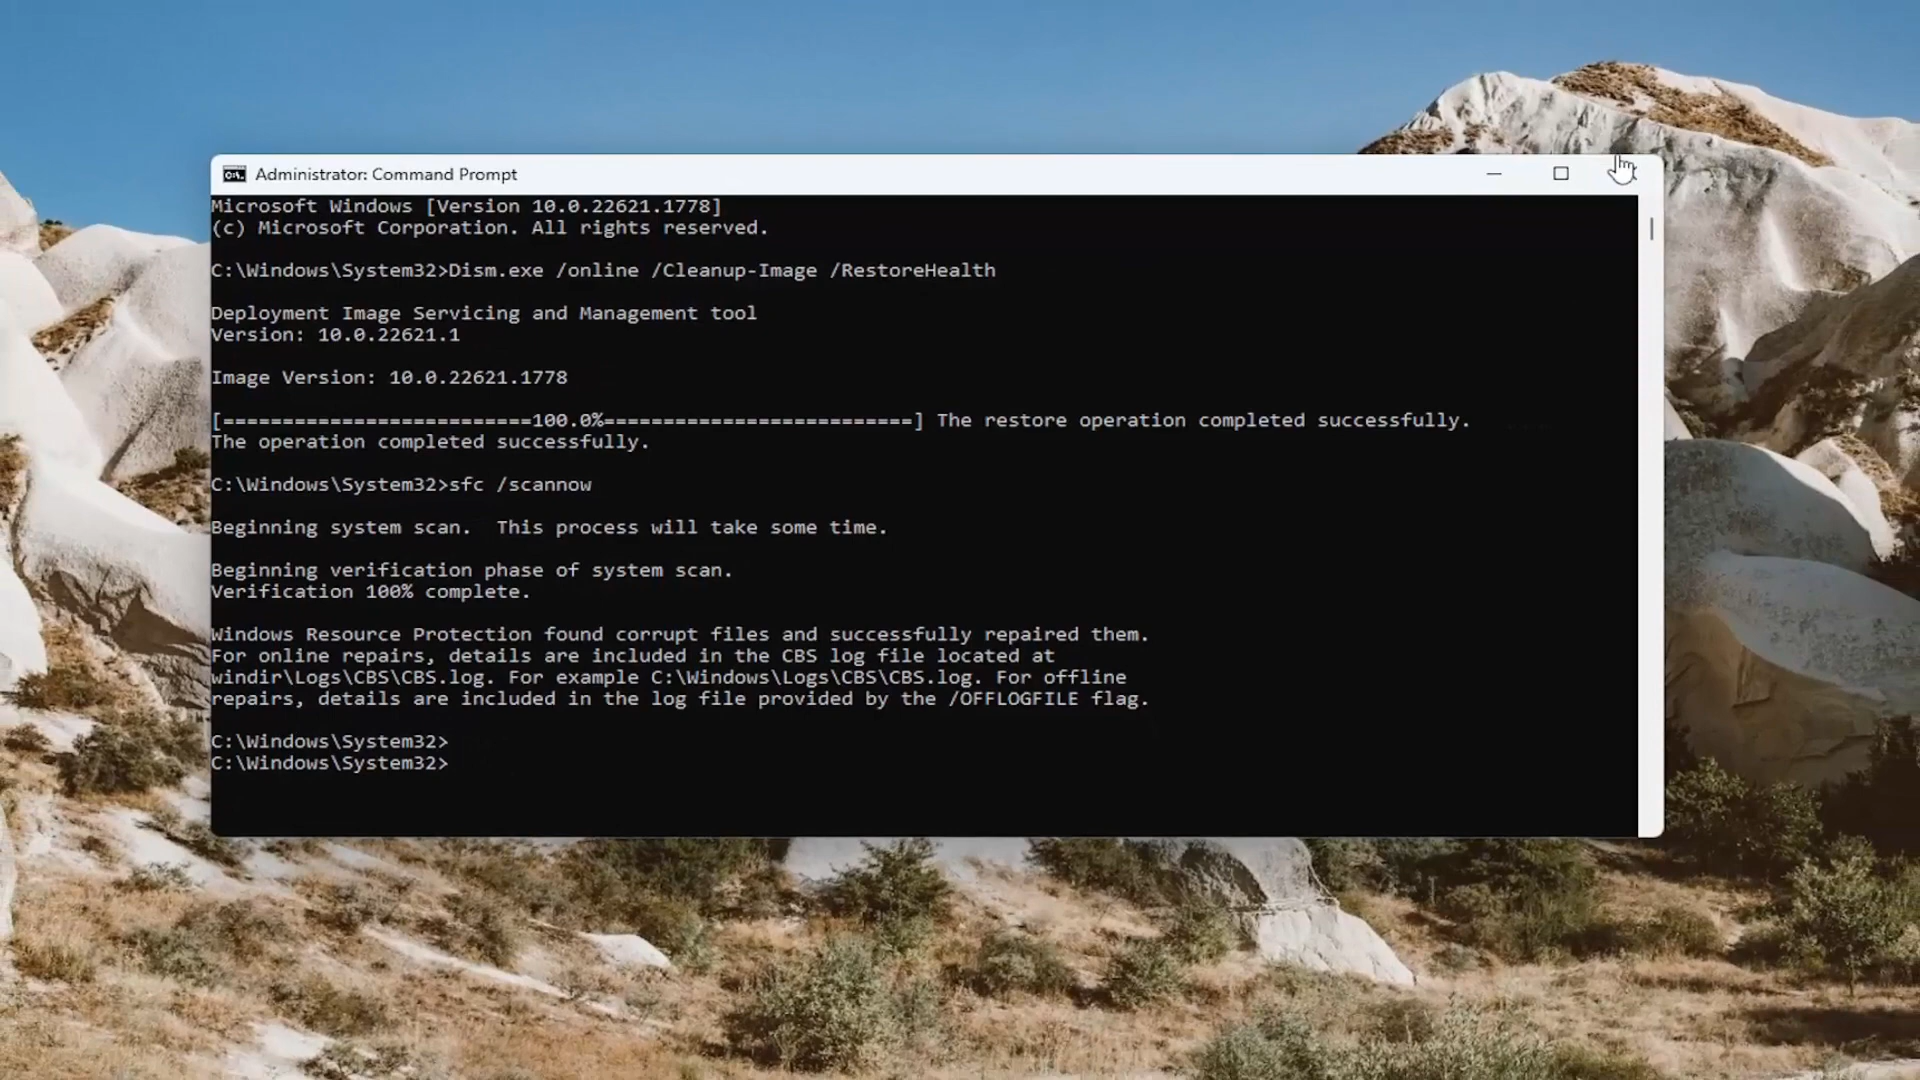 Administrator: Command Prompt
Microsoft Windows [Version 10.0.22621.1778]
(c) Microsoft Corporation. All rights reserved.
C:\Windows\System32>Dism.exe /online /Cleanup-Image /RestoreHealth
Deployment Image Servicing and Management tool
Version: 10.0.22621.1
Image Version: 10.0.22621.1778
[==========================100.0%==========================] The restore operation completed successfully.
The operation completed successfully.
C:\Windows\System32>sfc /scannow
Beginning system scan.  This process will take some time.
Beginning verification phase of system scan.
Verification 100% complete.
Windows Resource Protection found corrupt files and successfully repaired them.
For online repairs, details are included in the CBS log file located at
windir\Logs\CBS\CBS.log. For example C:\Windows\Logs\CBS\CBS.log. For offline
repairs, details are included in the log file provided by the /OFFLOGFILE flag.
C:\Windows\System32>
C:\Windows\System32>